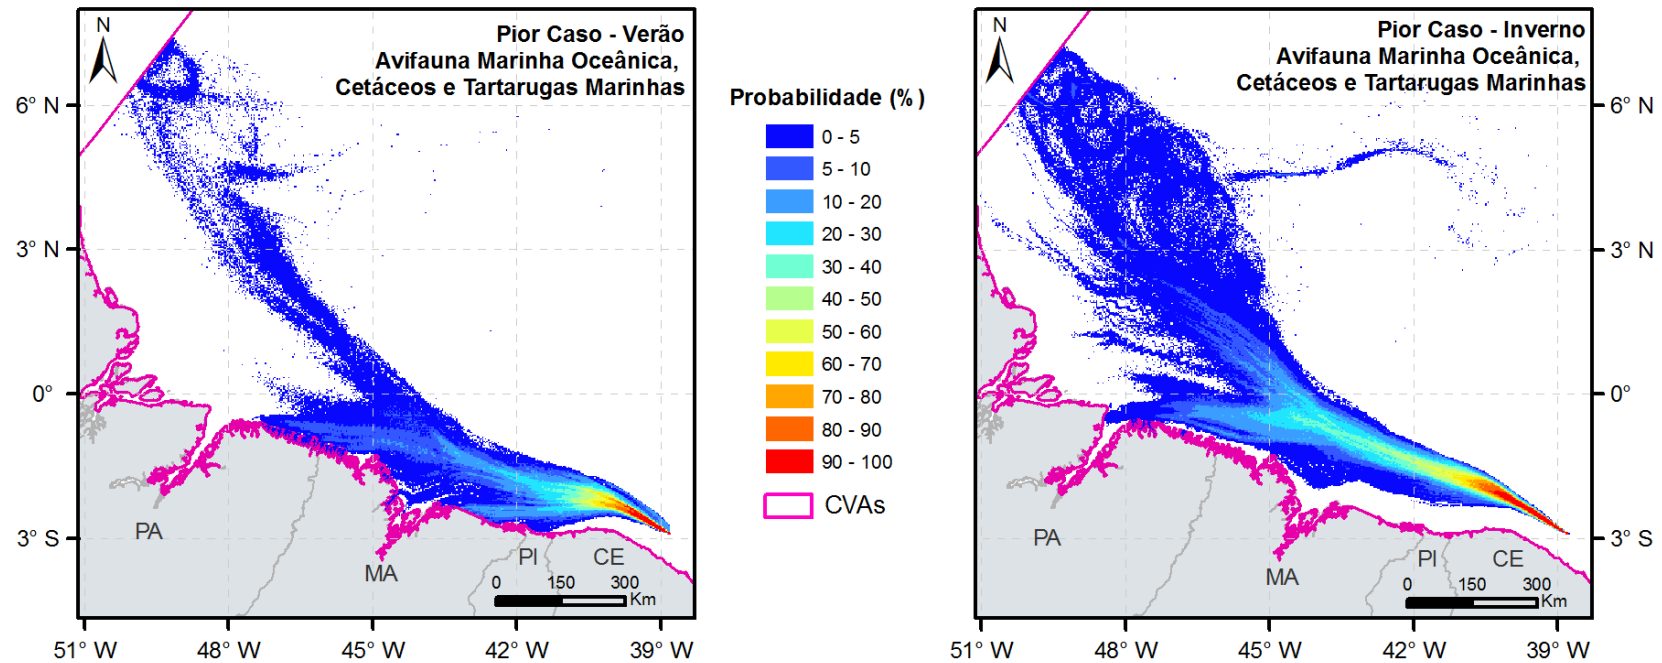 N
Pior Caso - Verão
Avifauna Marinha Oceânica,
Cetáceos e Tartarugas Marinhas
6° N
3° N
0°
3° S
PA
MA
PI
CE
0 150 300
Km
51° W 48° W 45° W 42° W 39° W
Probabilidade (%)
0 - 5
5 - 10
10 - 20
20 - 30
30 - 40
40 - 50
50 - 60
60 - 70
70 - 80
80 - 90
90 - 100
CVAs
N
Pior Caso - Inverno
Avifauna Marinha Oceânica,
Cetáceos e Tartarugas Marinhas
6° N
3° N
0°
3° S
PA
MA
PI
CE
0 150 300
Km
51° W 48° W 45° W 42° W 39° W